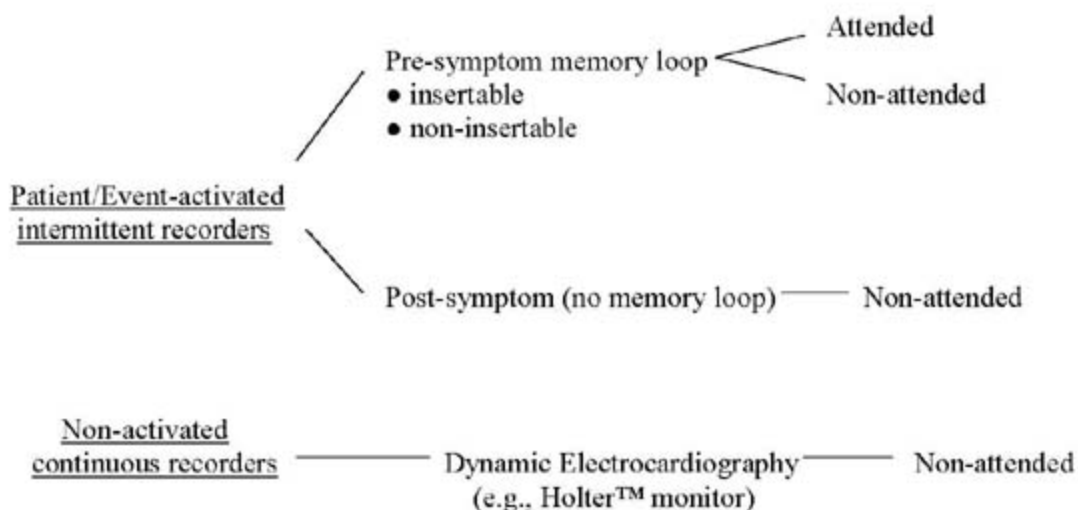 Attended
Pre-symptom memory loop
● insertable
● non-insertable
Non-attended
Patient/Event-activated
intermittent recorders
Post-symptom (no memory loop)
Non-attended
Non-activated
continuous recorders
Dynamic Electrocardiography
(e.g., Holter™ monitor)
Non-attended